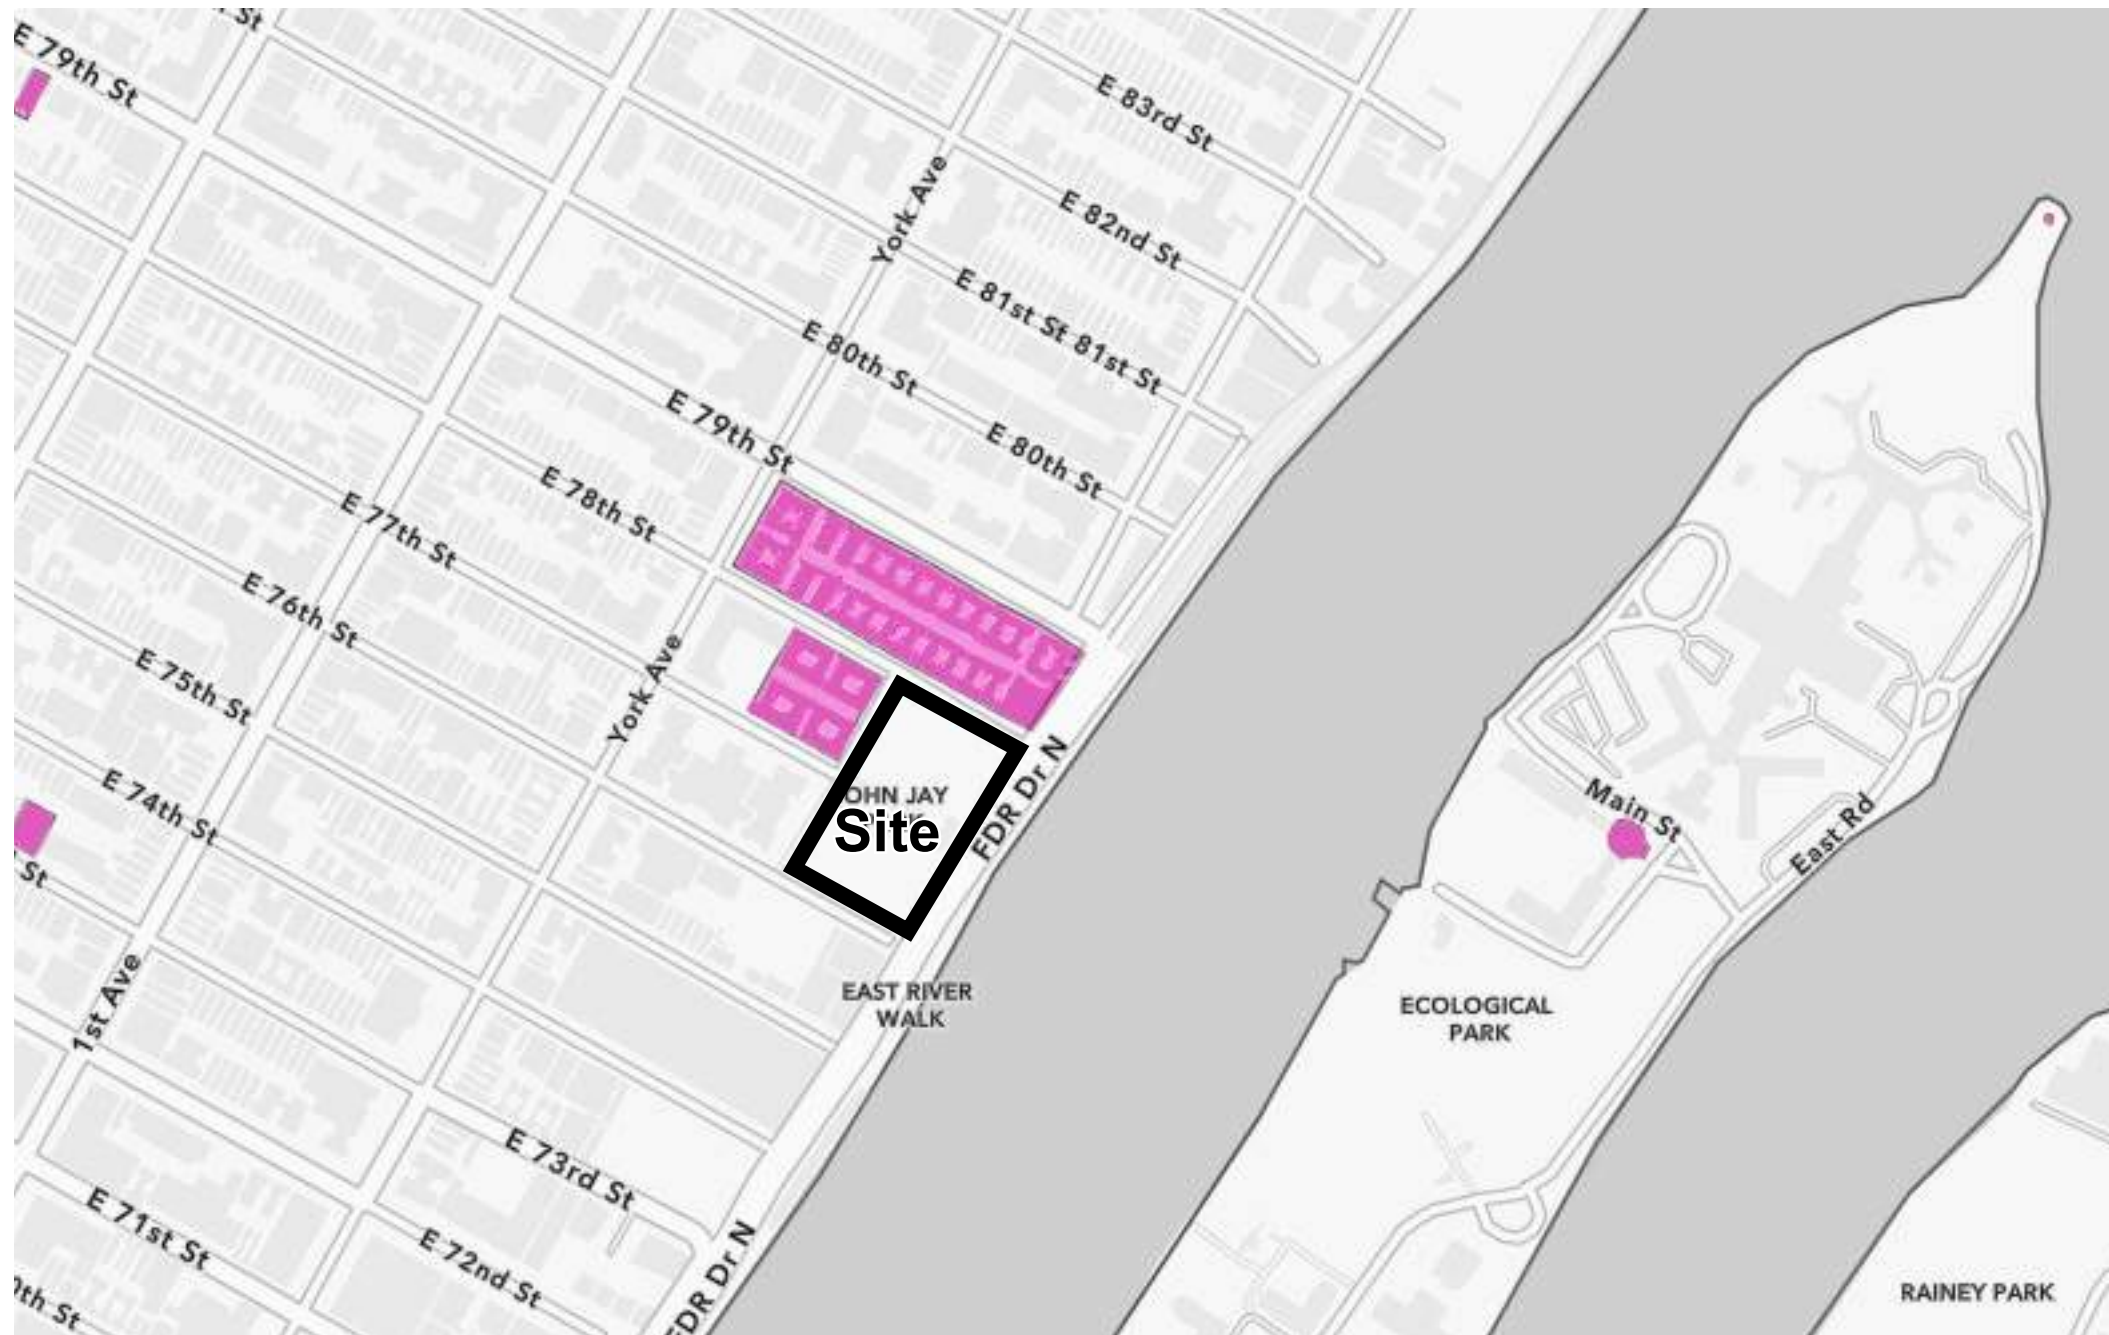 St
E 79th St
E 83rd St
York Ave
E 82nd St
E 81st St
81st St
E 80th St
E 79th St
E 80th St
E 78th St
E 77th St
E 76th St
York Ave
E 75th St
FDR Dr N
OHN JAY
Site
E 74th St
Main St
East Rd
St
1st Ave
EAST RIVER
WALK
ECOLOGICAL
PARK
E 73rd St
E 71st St
E 72nd St
FDR Dr N
th St
RAINEY PARK